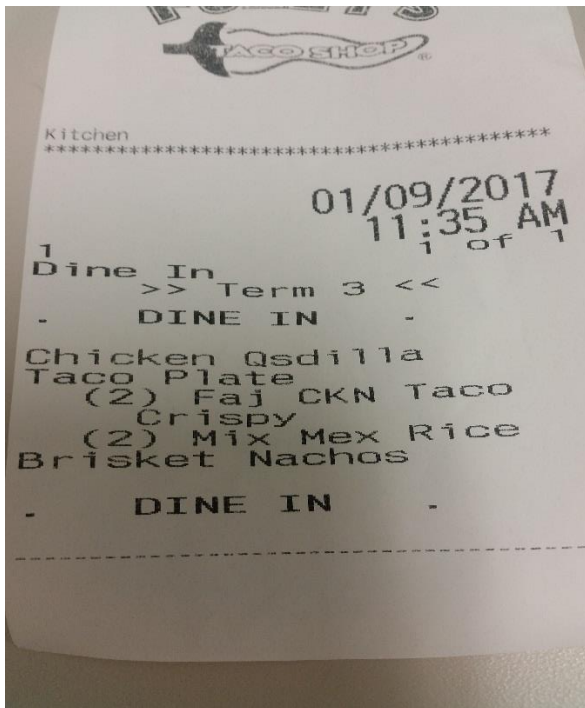 TACO SHOP ®
Kitchen
******************************************
01/09/2017
11:35 AM
1 of 1
1
Dine In
>> Term 3 <<
- DINE IN -
Chicken Qsdilla
Taco Plate
(2) Faj CKN Taco
Crispy
(2) Mix Mex Rice
Brisket Nachos
- DINE IN -